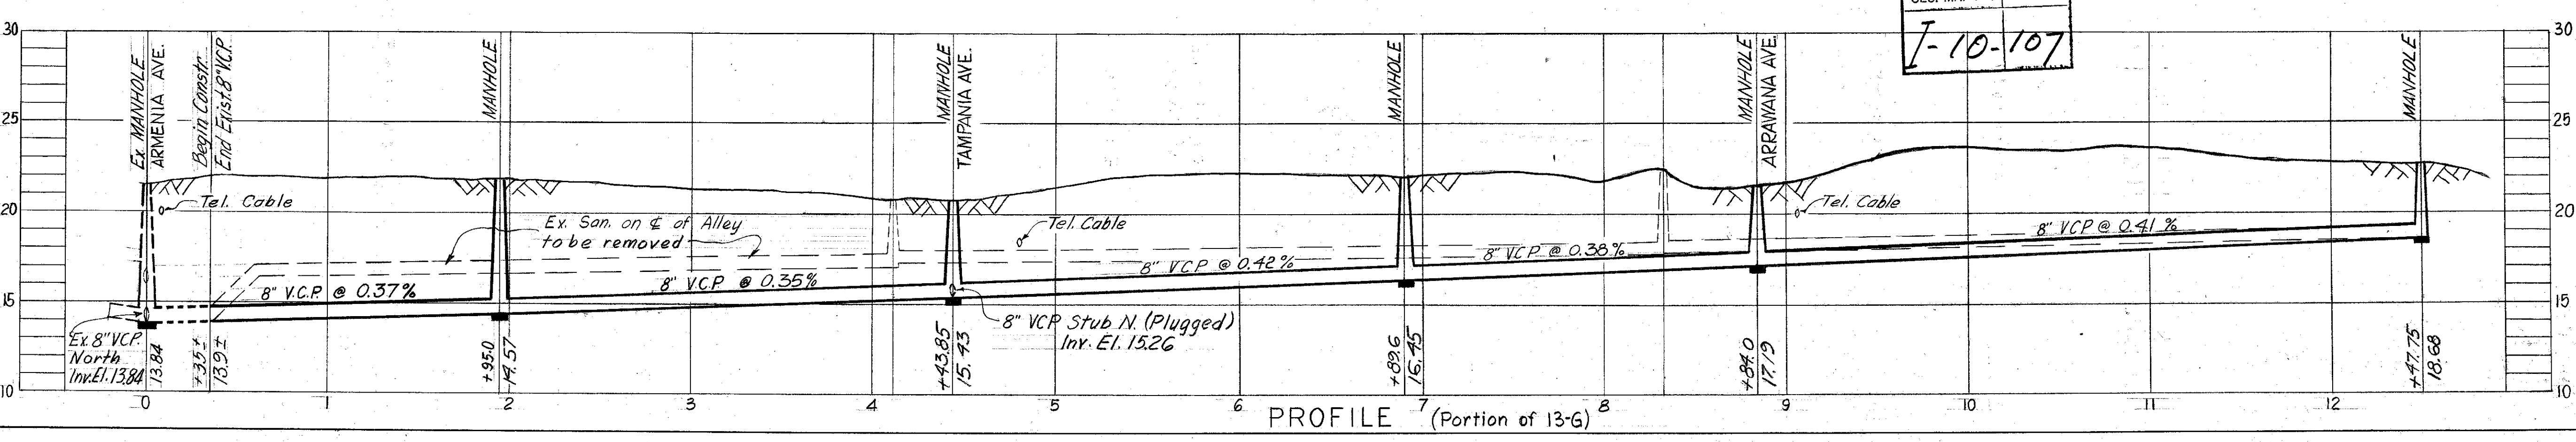 I-10-107
30
25
20
15
10
Ex. MANHOLE
ARMENIA AVE.
Begin Constr.
End Exist. 8" V.C.P.
MANHOLE
MANHOLE
TAMPANIA AVE.
MANHOLE
MANHOLE
ARRAWANA AVE.
MANHOLE
30
25
20
15
10
Tel. Cable
Ex. San. on ℄ of Alley
to be removed
Tel. Cable
Tel. Cable
8" V.C.P. @ 0.37%
8" V.C.P. @ 0.35%
8" VCP @ 0.42%
8" VCP @ 0.38%
8" VCP @ 0.41%
8" VCP Stub N. (Plugged)
Inv. El. 15.26
Ex. 8" VCP.
North
Inv. El. 13.84
13.84
+35±
13.9±
+95.0
14.57
+43.85
15.43
+89.6
16.45
+84.0
17.19
+47.75
18.68
0 1 2 3 4 5 6 7 8 9 10 11 12
PROFILE (Portion of 13-G)